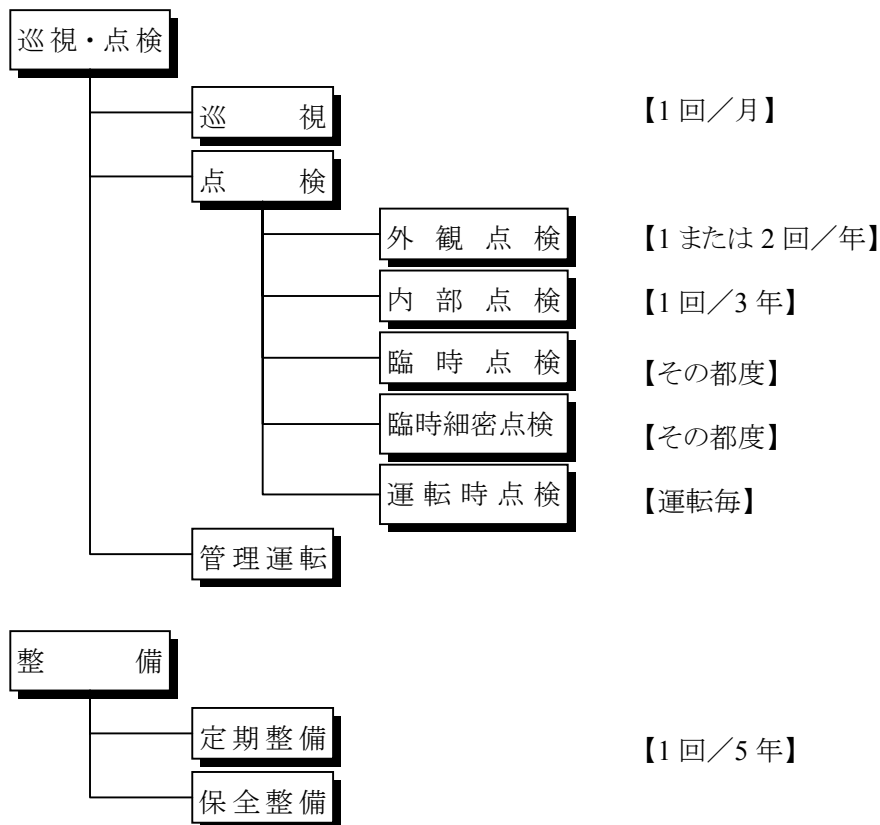 巡視・点検
巡視 【1 回／月】
点検
外観点検 【1 または 2 回／年】
内部点検 【1 回／3 年】
臨時点検 【その都度】
臨時細密点検 【その都度】
運転時点検 【運転毎】
管理運転
整備
定期整備 【1 回／5 年】
保全整備